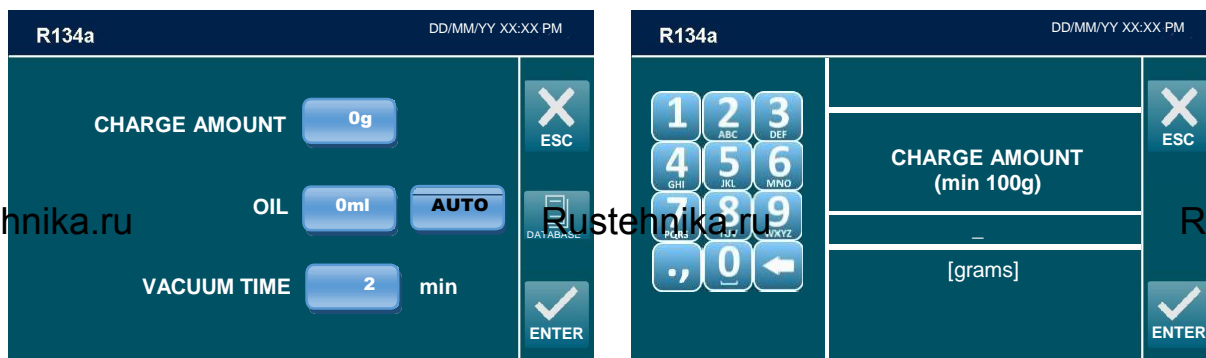 R134a DD/MM/YY XX:XX PM
CHARGE AMOUNT 0g
ESC
OIL 0ml AUTO
DATABASE
VACUUM TIME 2 min
ENTER
R134a DD/MM/YY XX:XX PM
1 2 3
ABC DEF
4 5 6
GHI JKL MNO
7 8 9
PQRS TUV WXYZ
., 0
CHARGE AMOUNT
(min 100g)
_
[grams]
ESC
ENTER
hnika.ru
Rustehnika.ru
R